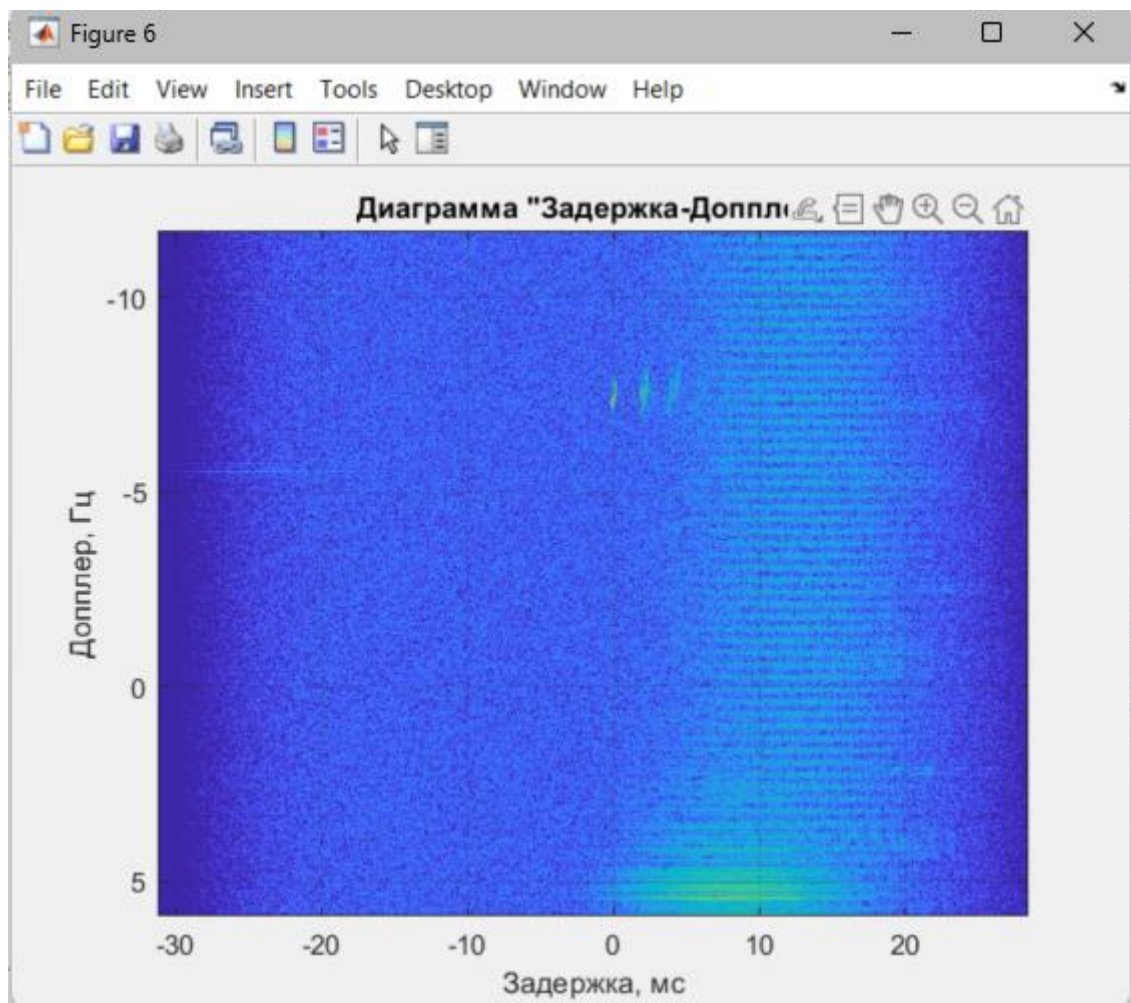 Figure 6
File Edit View Insert Tools Desktop Window Help
Диаграмма "Задержка-Доппл
-10
-5
0
5
Допплер, Гц
-30 -20 -10 0 10 20
Задержка, мс